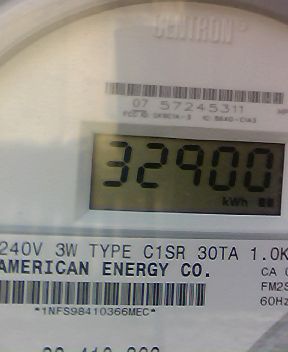 CENTRON®
07 57245311
32900
kWh
240V 3W TYPE C1SR 30TA 1.0K
AMERICAN ENERGY CO.
CA
FM2S
60Hz
*1NFS98410366MEC*